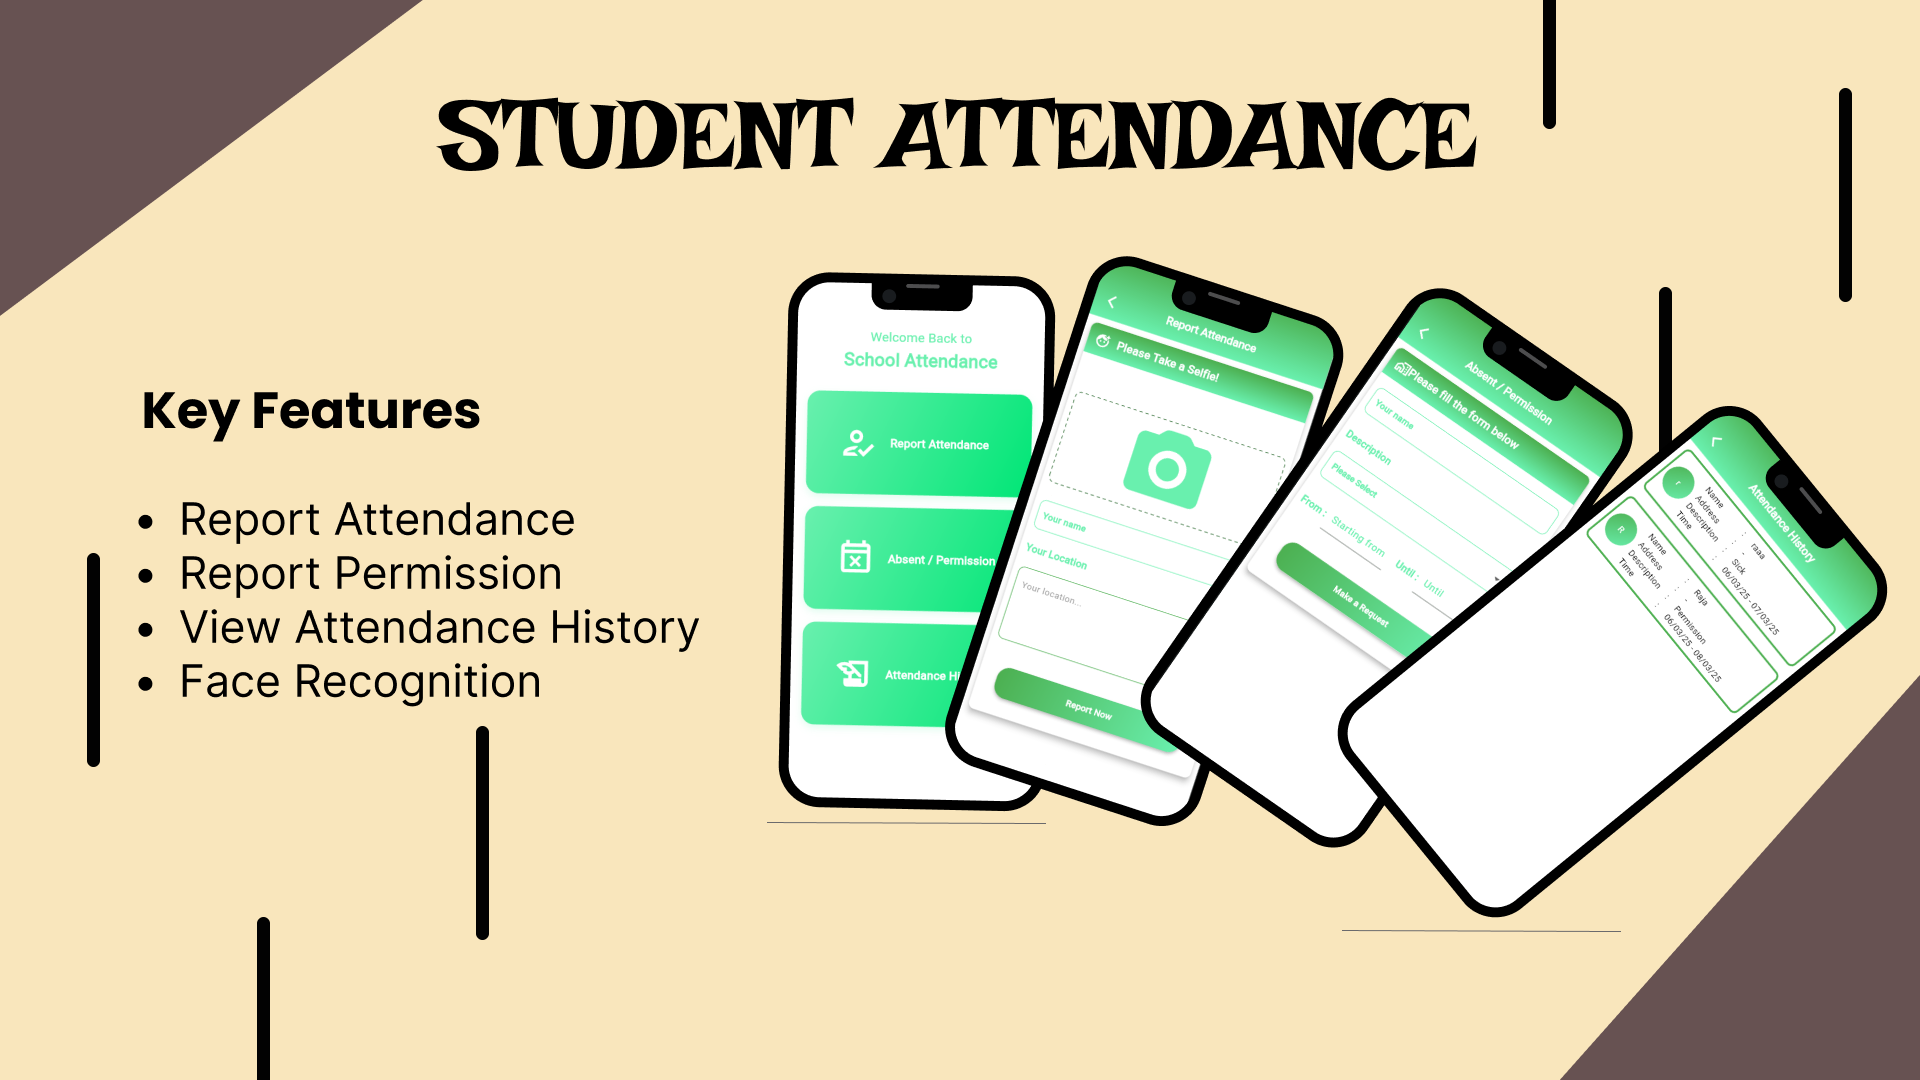 STUDENT ATTENDANCE
Key Features
• Report Attendance
• Report Permission
• View Attendance History
• Face Recognition
Welcome Back to
School Attendance
Report Attendance
Absent / Permission
Attendance Hi
Report Attendance
Please Take a Selfie!
Your name
Your Location
Your location...
Report Now
Absent / Permission
Please fill the form below
Your name
Description
Please Select
From : Starting from Until : Until
Make a Request
Attendance History
r
Name : raaa
Address : -
Description : Sick
Time : 06/03/25 - 07/03/25
R
Name : Raja
Address : -
Description : Permission
Time : 06/03/25 - 08/03/25